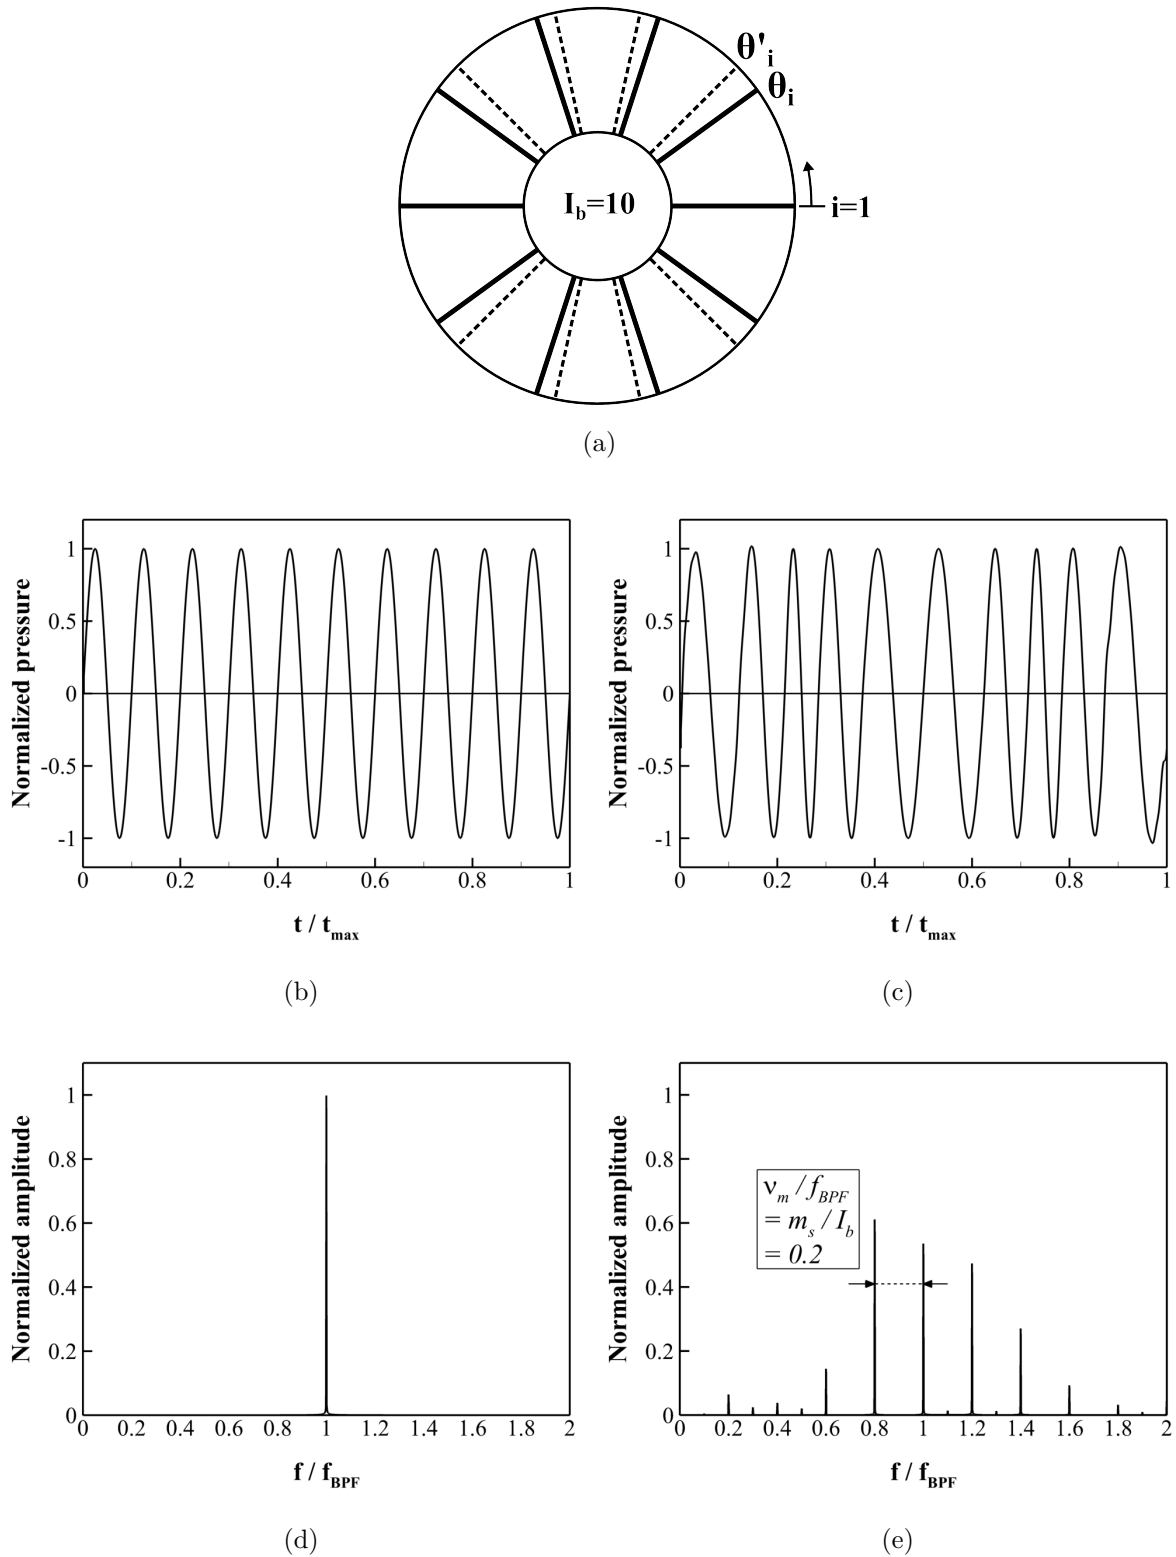 θ'i
θi
Ib=10
i=1
(a)
Normalized pressure
1
0.5
0
-0.5
-1
0 0.2 0.4 0.6 0.8 1
t / tmax
(b)
Normalized pressure
1
0.5
0
-0.5
-1
0 0.2 0.4 0.6 0.8 1
t / tmax
(c)
Normalized amplitude
1
0.8
0.6
0.4
0.2
0
0 0.2 0.4 0.6 0.8 1 1.2 1.4 1.6 1.8 2
f / fBPF
(d)
Normalized amplitude
1
0.8
0.6
0.4
0.2
0
νm / fBPF
= ms / Ib
= 0.2
0 0.2 0.4 0.6 0.8 1 1.2 1.4 1.6 1.8 2
f / fBPF
(e)